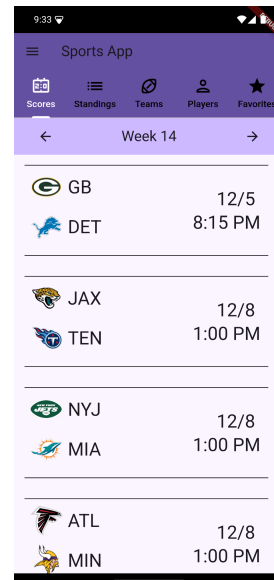 9:33
Sports App
Scores Standings Teams Players Favorites
Week 14
GB
12/5
DET
8:15 PM
JAX
12/8
TEN
1:00 PM
NYJ
12/8
MIA
1:00 PM
ATL
12/8
MIN
1:00 PM